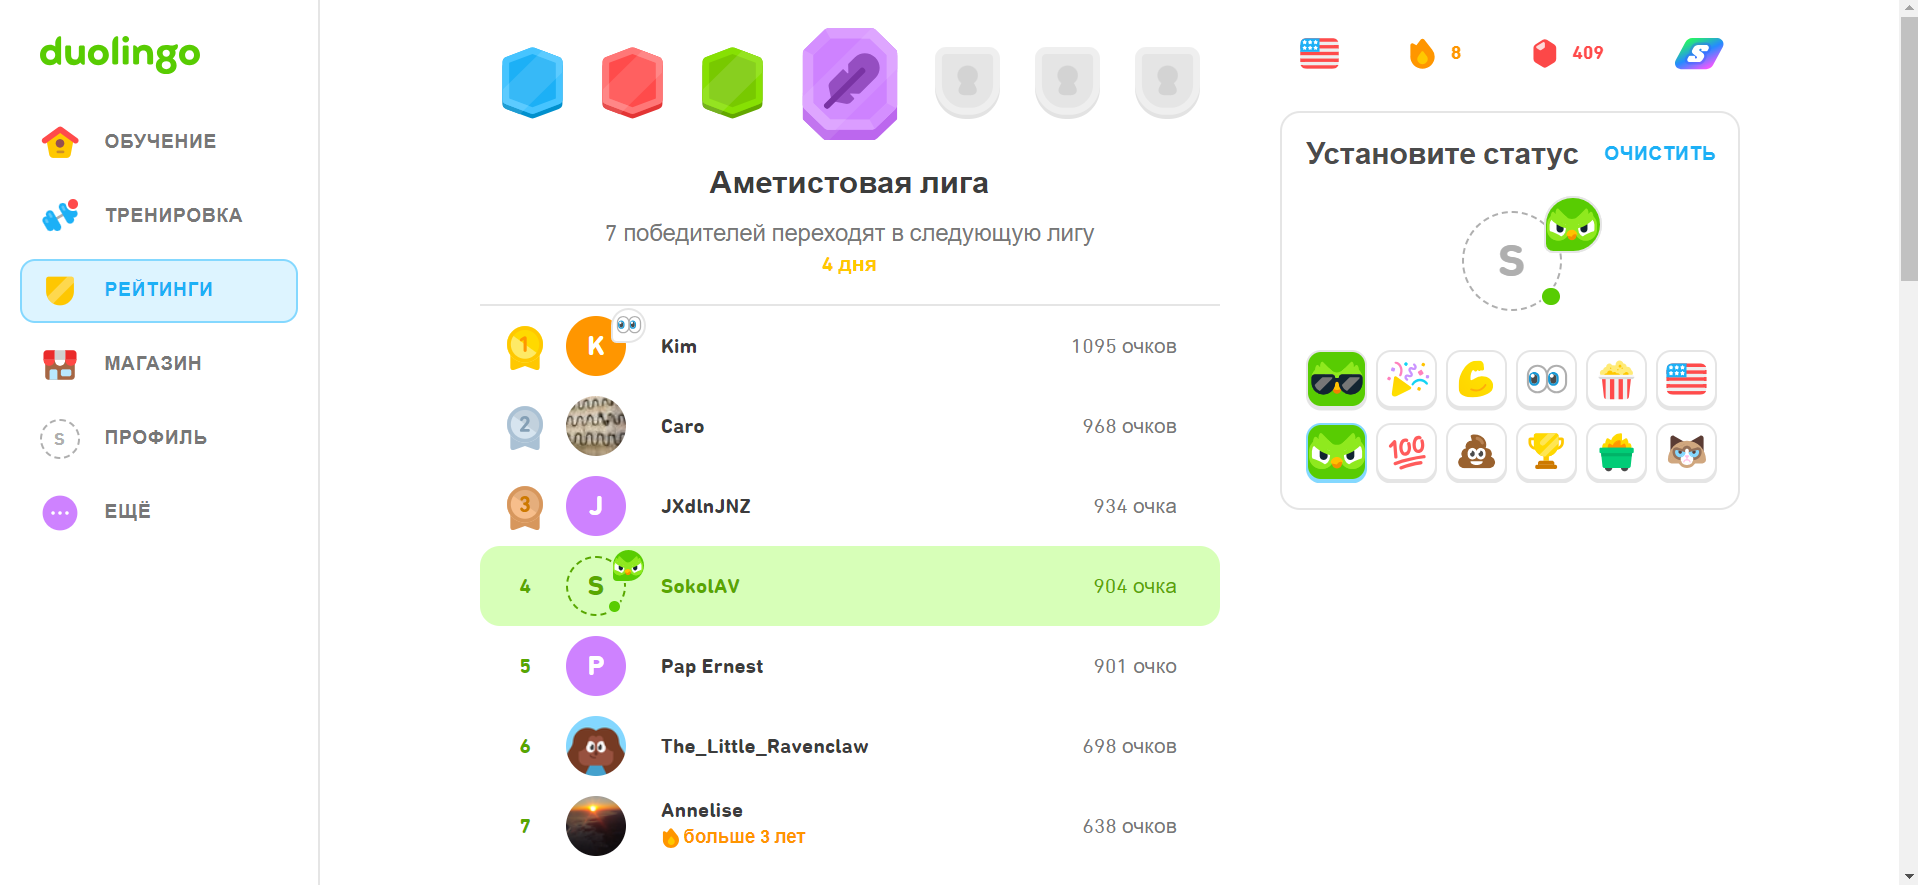 duolingo
ОБУЧЕНИЕ
ТРЕНИРОВКА
РЕЙТИНГИ
МАГАЗИН
S ПРОФИЛЬ
ЕЩЁ
Аметистовая лига
7 победителей переходят в следующую лигу
4 дня
1 K Kim 1095 очков
2 Caro 968 очков
3 J JXdlnJNZ 934 очка
4 S SokolAV 904 очка
5 P Pap Ernest 901 очко
6 The_Little_Ravenclaw 698 очков
7 Annelise 638 очков
больше 3 лет
8 409 S
Установите статус ОЧИСТИТЬ
S
100